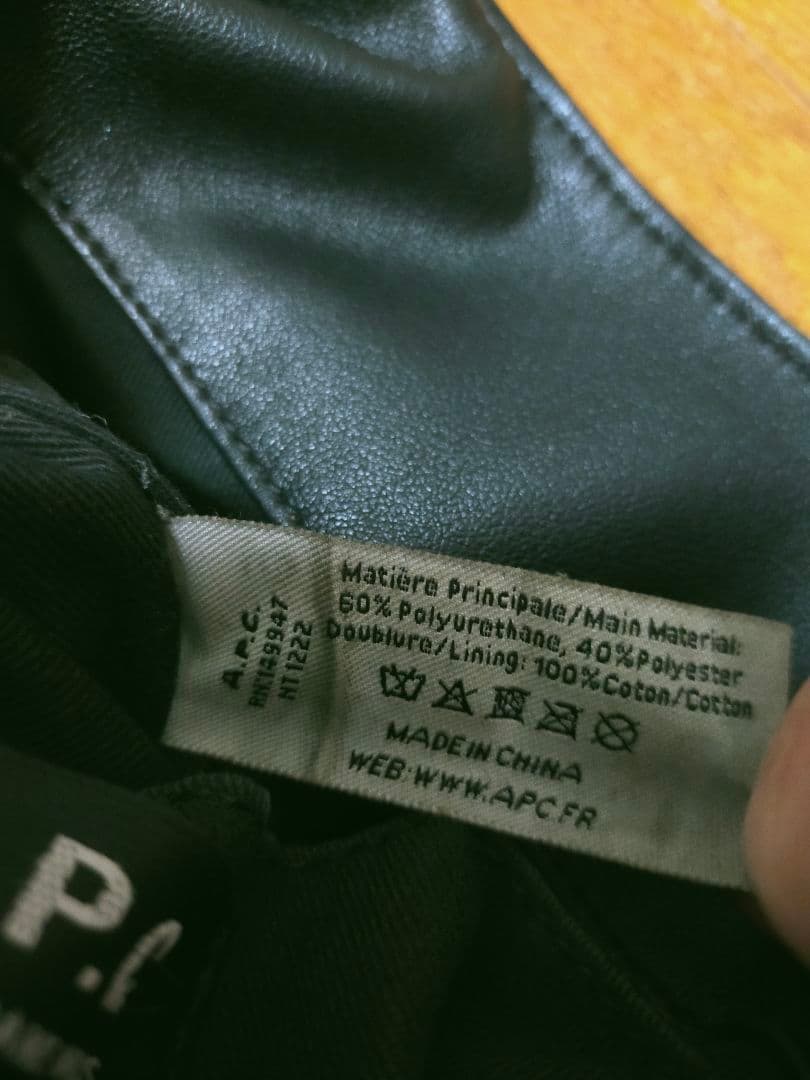 A.P.C.
RN149947
HT1222
Matière Principale/Main Material:
60% Polyurethane, 40%Polyester
Doublure/Lining: 100%Coton/Cotton
MADE IN CHINA
WEB:WWW.APC.FR
P.C